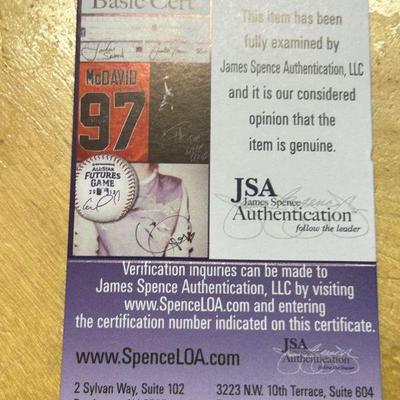 Basic Cert
This item has been
fully examined by
James Spence Authentication, LLC
and it is our considered
opinion that the
item is genuine.
McDAVID
97
ALL-STAR
FUTURES
GAME
JSA
James Spence
Authentication™
follow the leader
Verification inquiries can be made to
James Spence Authentication, LLC by visiting
www.SpenceLOA.com and entering
the certification number indicated on this certificate.
www.SpenceLOA.com
JSA
Authentication
2 Sylvan Way, Suite 102
3223 N.W. 10th Terrace, Suite 604